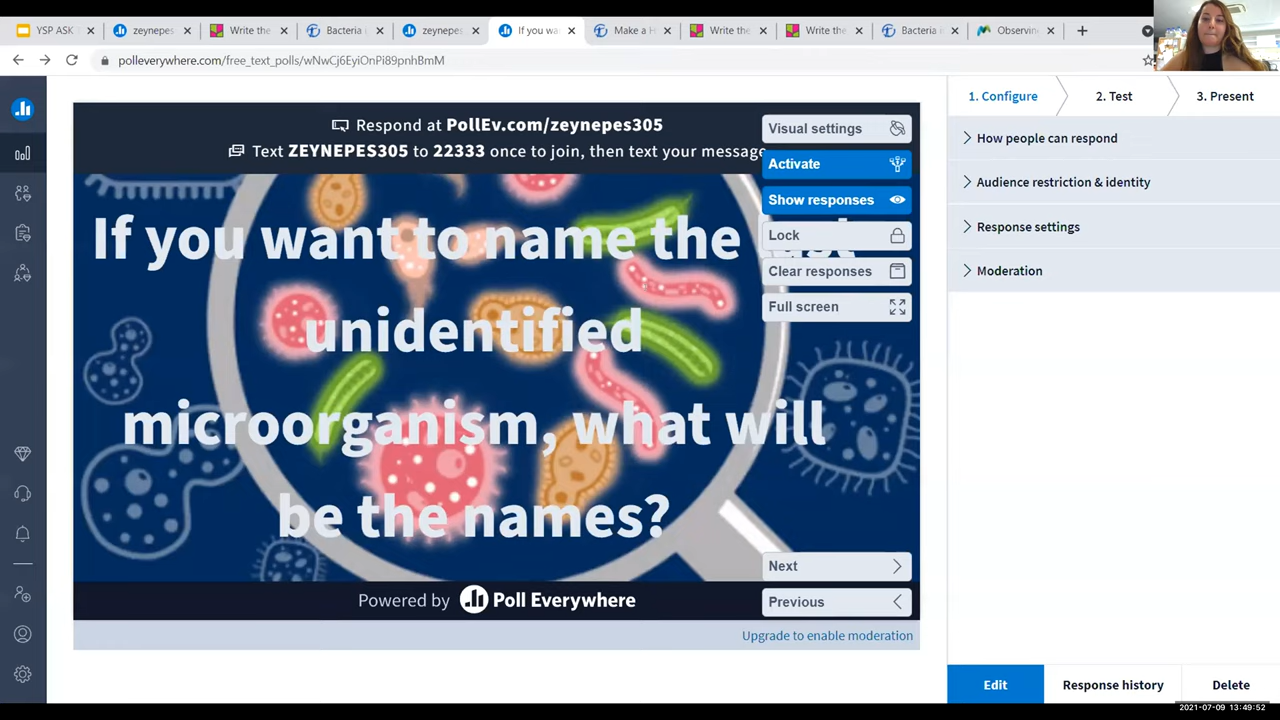 YSP ASK
zeynepes
Write the
Bacteria i
zeynepes
If you wa
Make a H
Write the
Write the
Bacteria i
Observin
polleverywhere.com/free_text_polls/wNwCj6EyiOnPi89pnhBmM
Respond at PollEv.com/zeynepes305
Text ZEYNEPES305 to 22333 once to join, then text your message
If you want to name the
unidentified
microorganism, what will
be the names?
Visual settings
Activate
Show responses
Lock
Clear responses
Full screen
Next
Previous
Powered by Poll Everywhere
Upgrade to enable moderation
1. Configure
2. Test
3. Present
How people can respond
Audience restriction & identity
Response settings
Moderation
Edit
Response history
Delete
2021-07-09 13:49:52